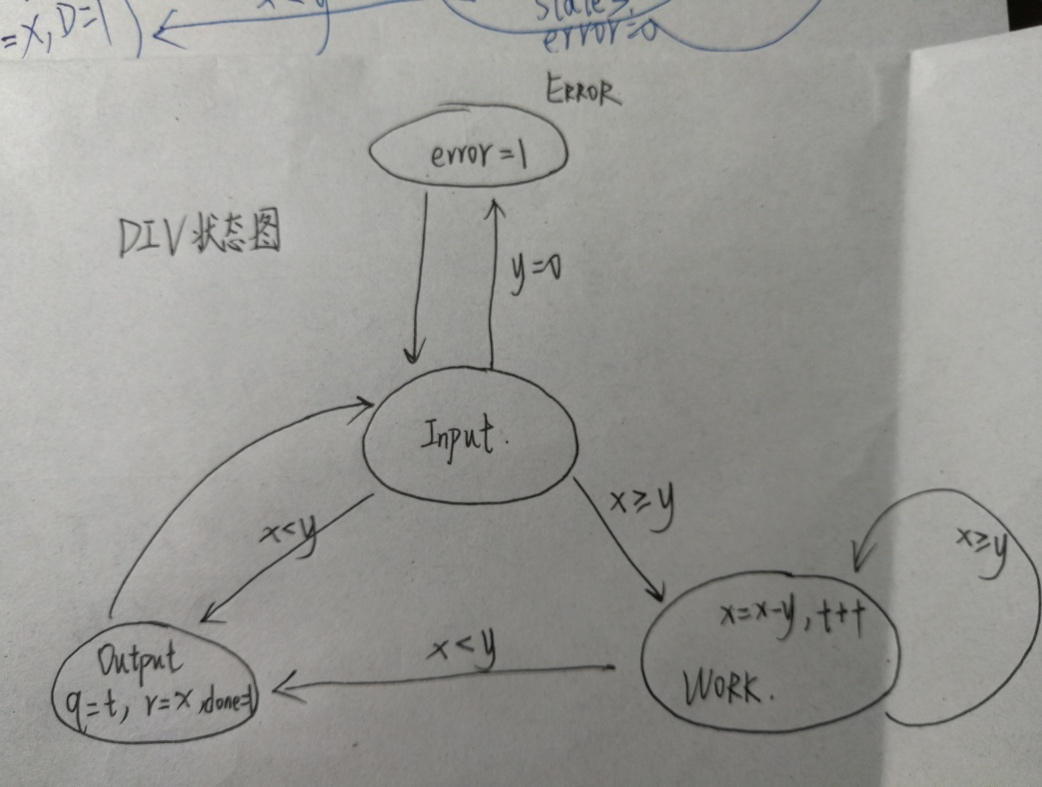 =x, D=1)
x<y
error=0
ERROR
error=1
DIV状态图
y=0
Input.
x<y
x≥y
x≥y
x=x-y, t++
WORK.
x<y
Output
q=t, r=x, done=1